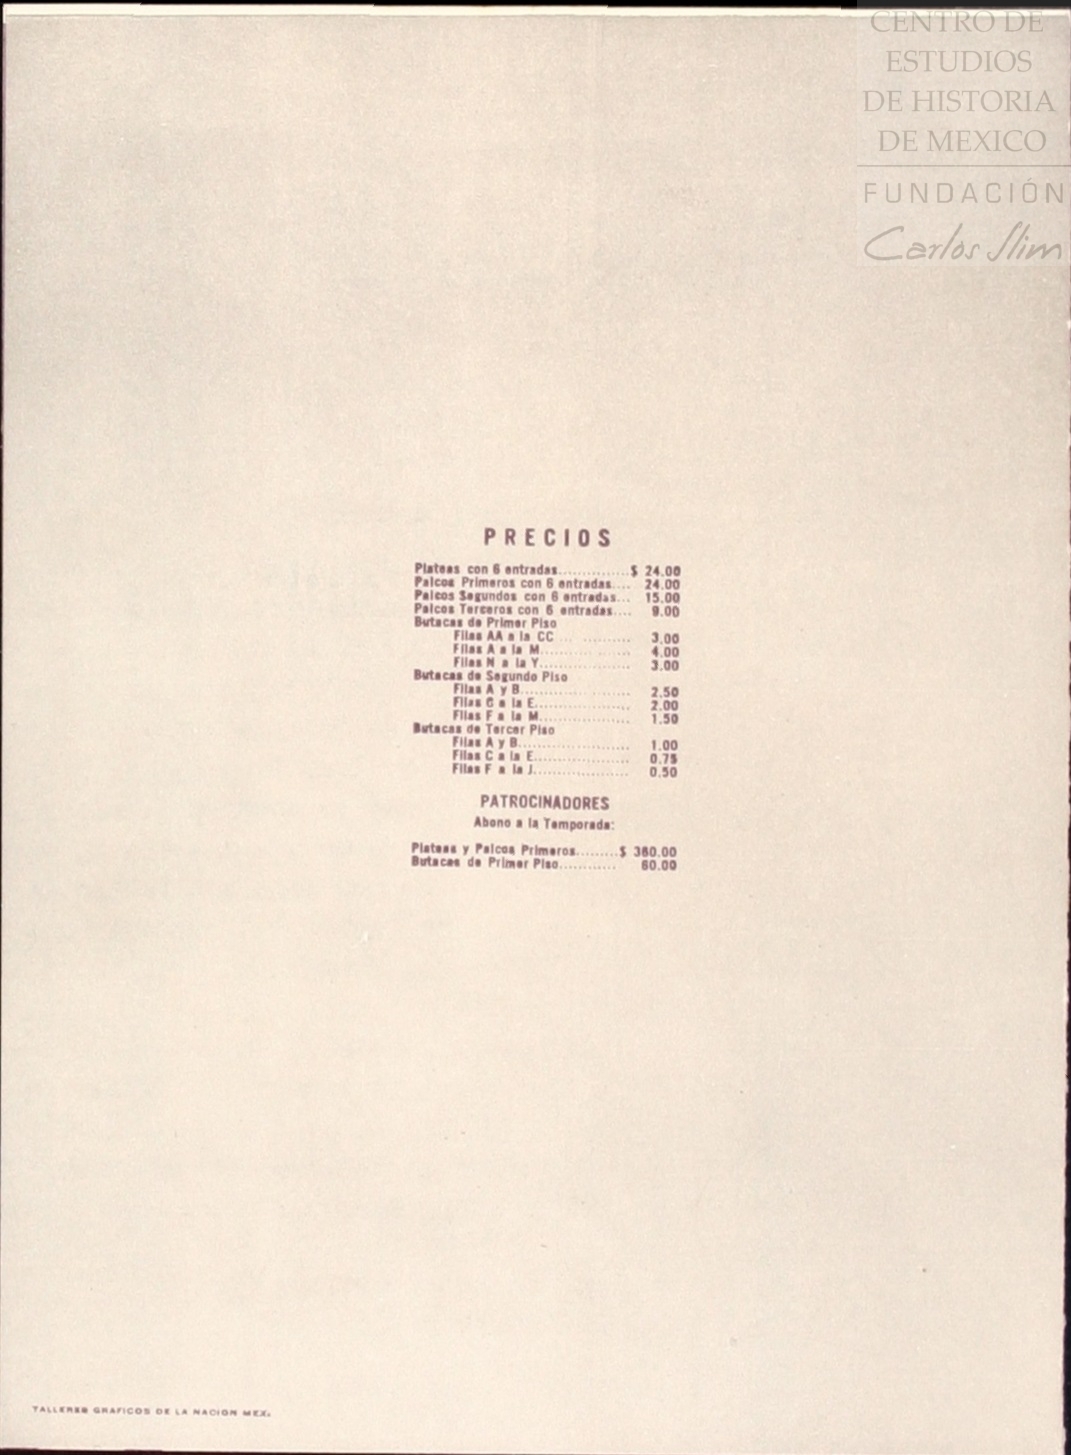 CENTRO DE
ESTUDIOS
DE HISTORIA
DE MEXICO
FUNDACIÓN
Carlos Slim
PRECIOS
Plateas con 6 entradas..............$ 24.00
Palcos Primeros con 6 entradas.... 24.00
Palcos Segundos con 6 entradas... 15.00
Palcos Terceros con 6 entradas.... 9.00
Butacas de Primer Piso
Filas AA a la CC ... .......... 3.00
Filas A a la M................... 4.00
Filas N a la Y................... 3.00
Butacas de Segundo Piso
Filas A y B....................... 2.50
Filas C a la E.................... 2.00
Filas F a la M................... 1.50
Butacas de Tercer Piso
Filas A y B....................... 1.00
Filas C a la E.................... 0.75
Filas F a la J.................... 0.50
PATROCINADORES
Abono a la Temporada:
Plateas y Palcos Primeros.........$ 360.00
Butacas de Primer Piso............ 60.00
TALLERES GRAFICOS DE LA NACION MEX.